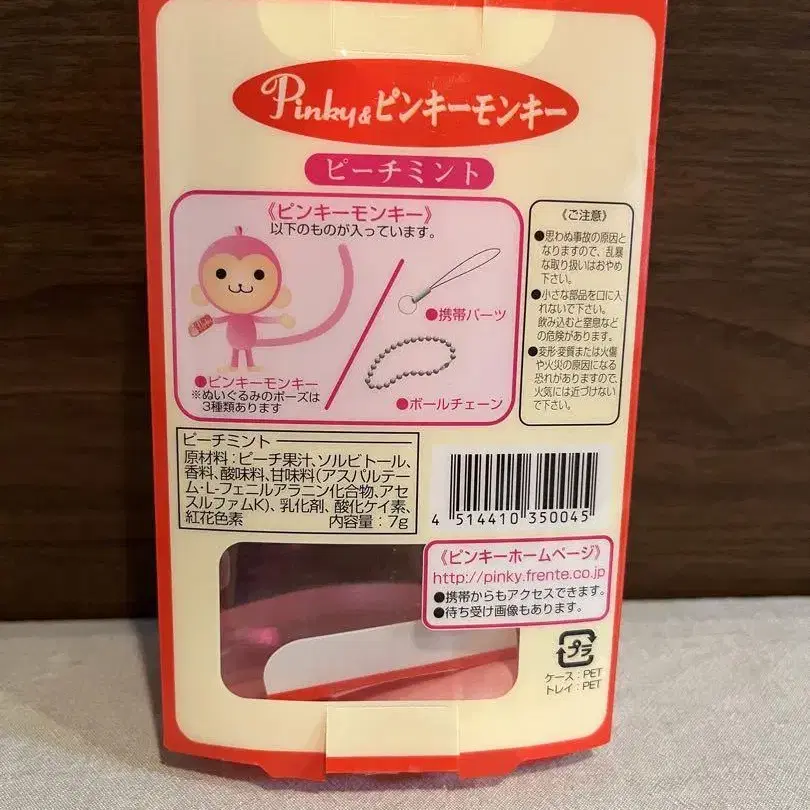 Pinky&ピンキーモンキー
ピーチミント
《ピンキーモンキー》
以下のものが入っています。
●携帯パーツ
●ボールチェーン
●ピンキーモンキー
※ぬいぐるみのポーズは
3種類あります
《ご注意》
●思わぬ事故の原因と
なりますので、乱暴
な取り扱いはおやめ
下さい。
●小さな部品を口に入
れないで下さい。
飲み込むと窒息など
の危険があります。
●変形・変質または火傷
や火災の原因になる
恐れがありますので、
火気には近づけない
で下さい。
ピーチミント
原材料：ピーチ果汁、ソルビトール、
香料、酸味料、甘味料(アスパルテー
ム・L-フェニルアラニン化合物、アセ
スルファムK)、乳化剤、酸化ケイ素、
紅花色素 内容量：7g
4 514410 350045
《ピンキーホームページ》
http://pinky.frente.co.jp
●携帯からもアクセスできます。
●待ち受け画像もあります。
プラ
ケース：PET
トレイ：PET